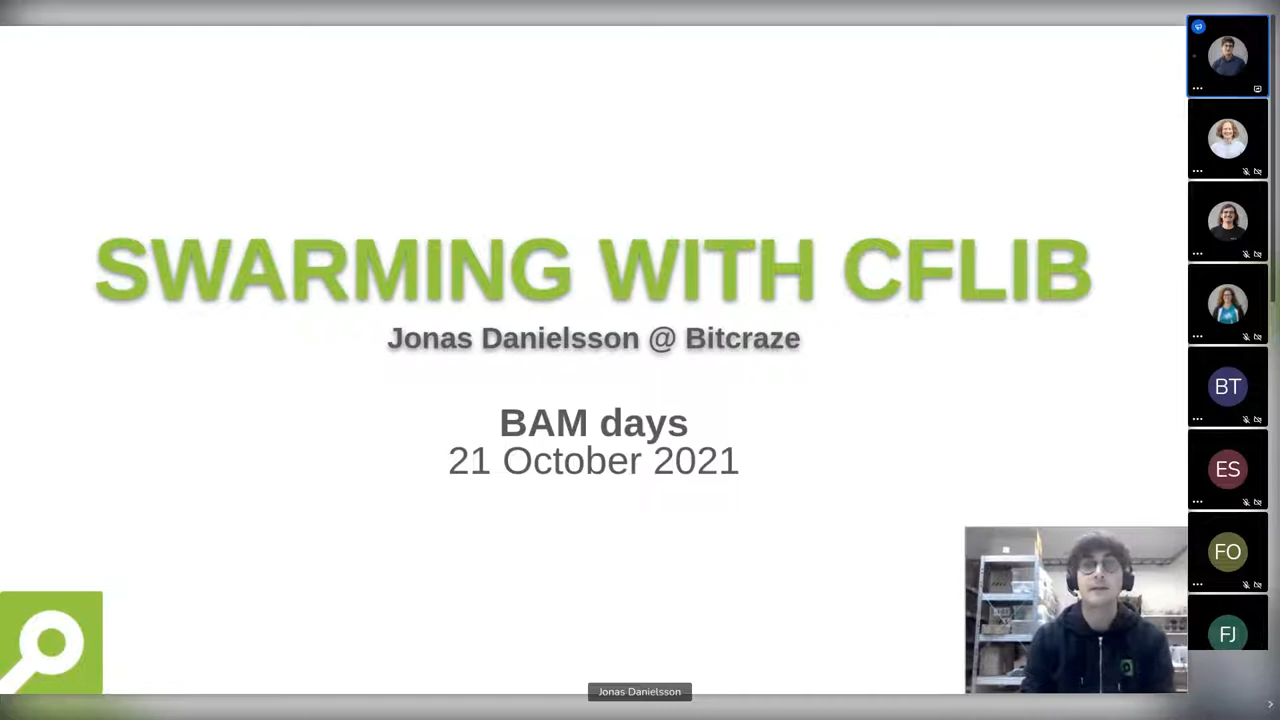 SWARMING WITH CFLIB
Jonas Danielsson @ Bitcraze
BAM days
21 October 2021
BT
ES
FO
FJ
Jonas Danielsson